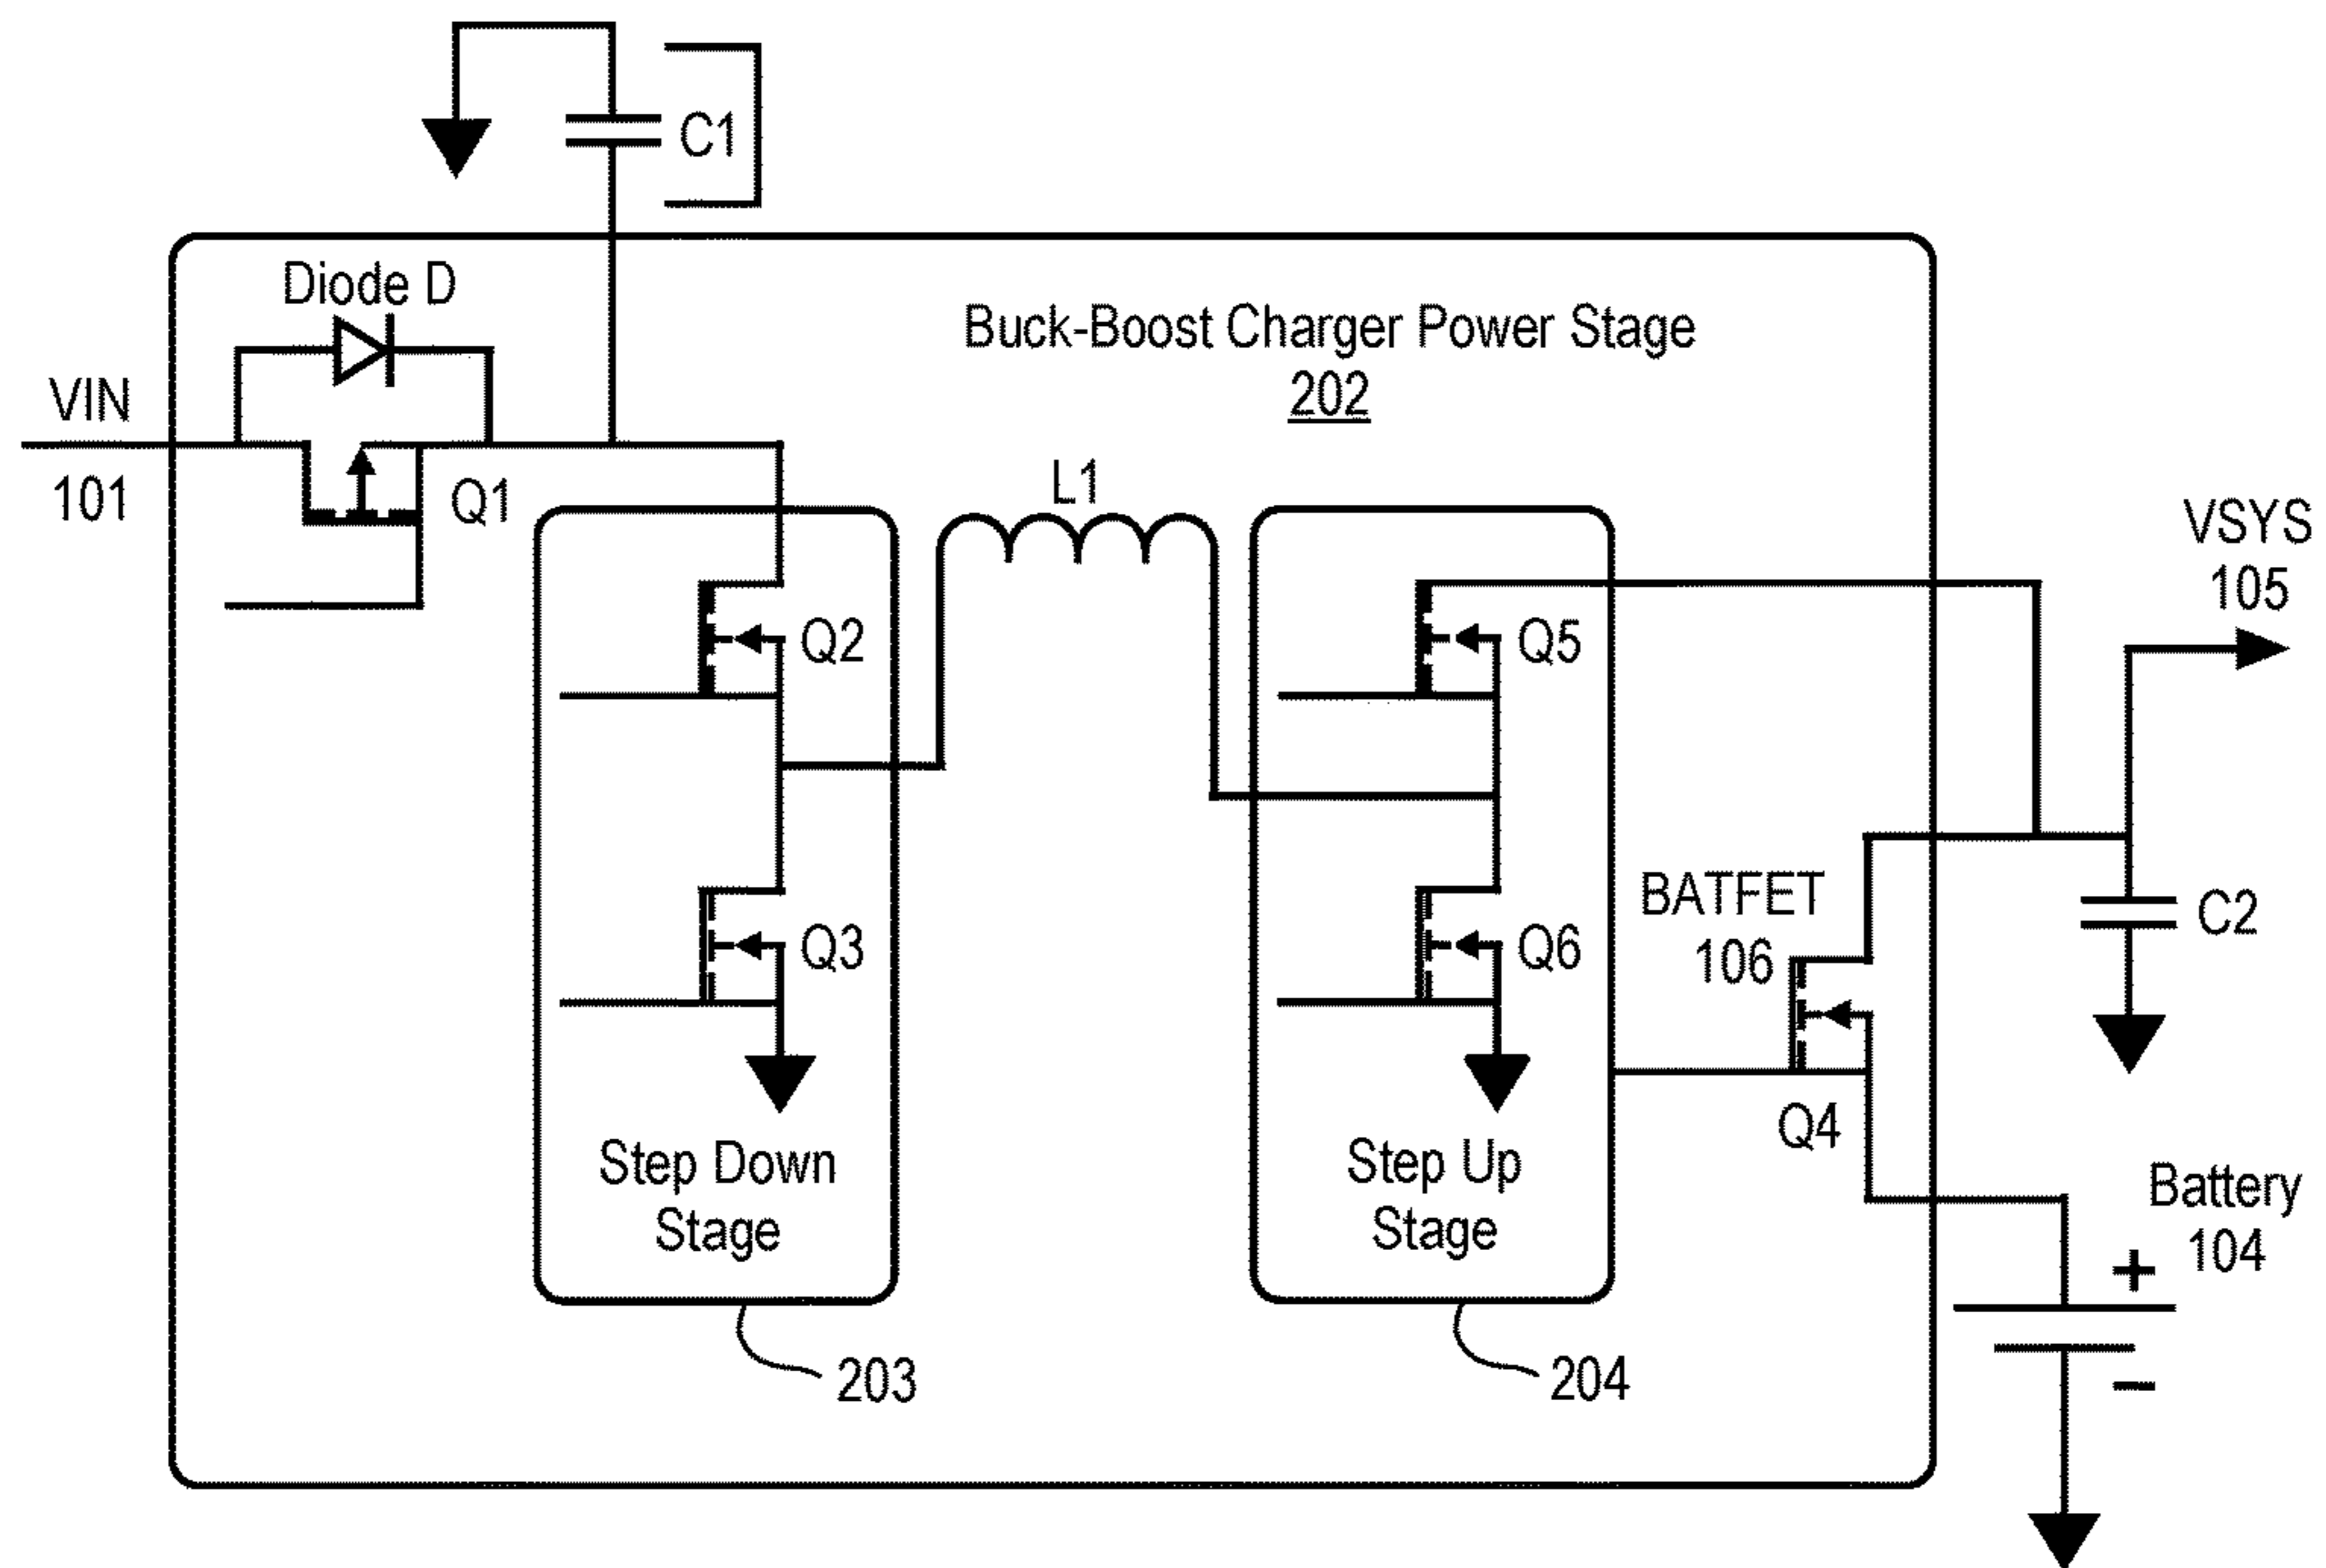 C1
Diode D
Buck-Boost Charger Power Stage
202
VIN
101
Q1
L1
VSYS
105
Q2
Q5
BATFET
106
C2
Q3
Q6
Q4
Step Down
Stage
Step Up
Stage
Battery
104
+
−
203
204